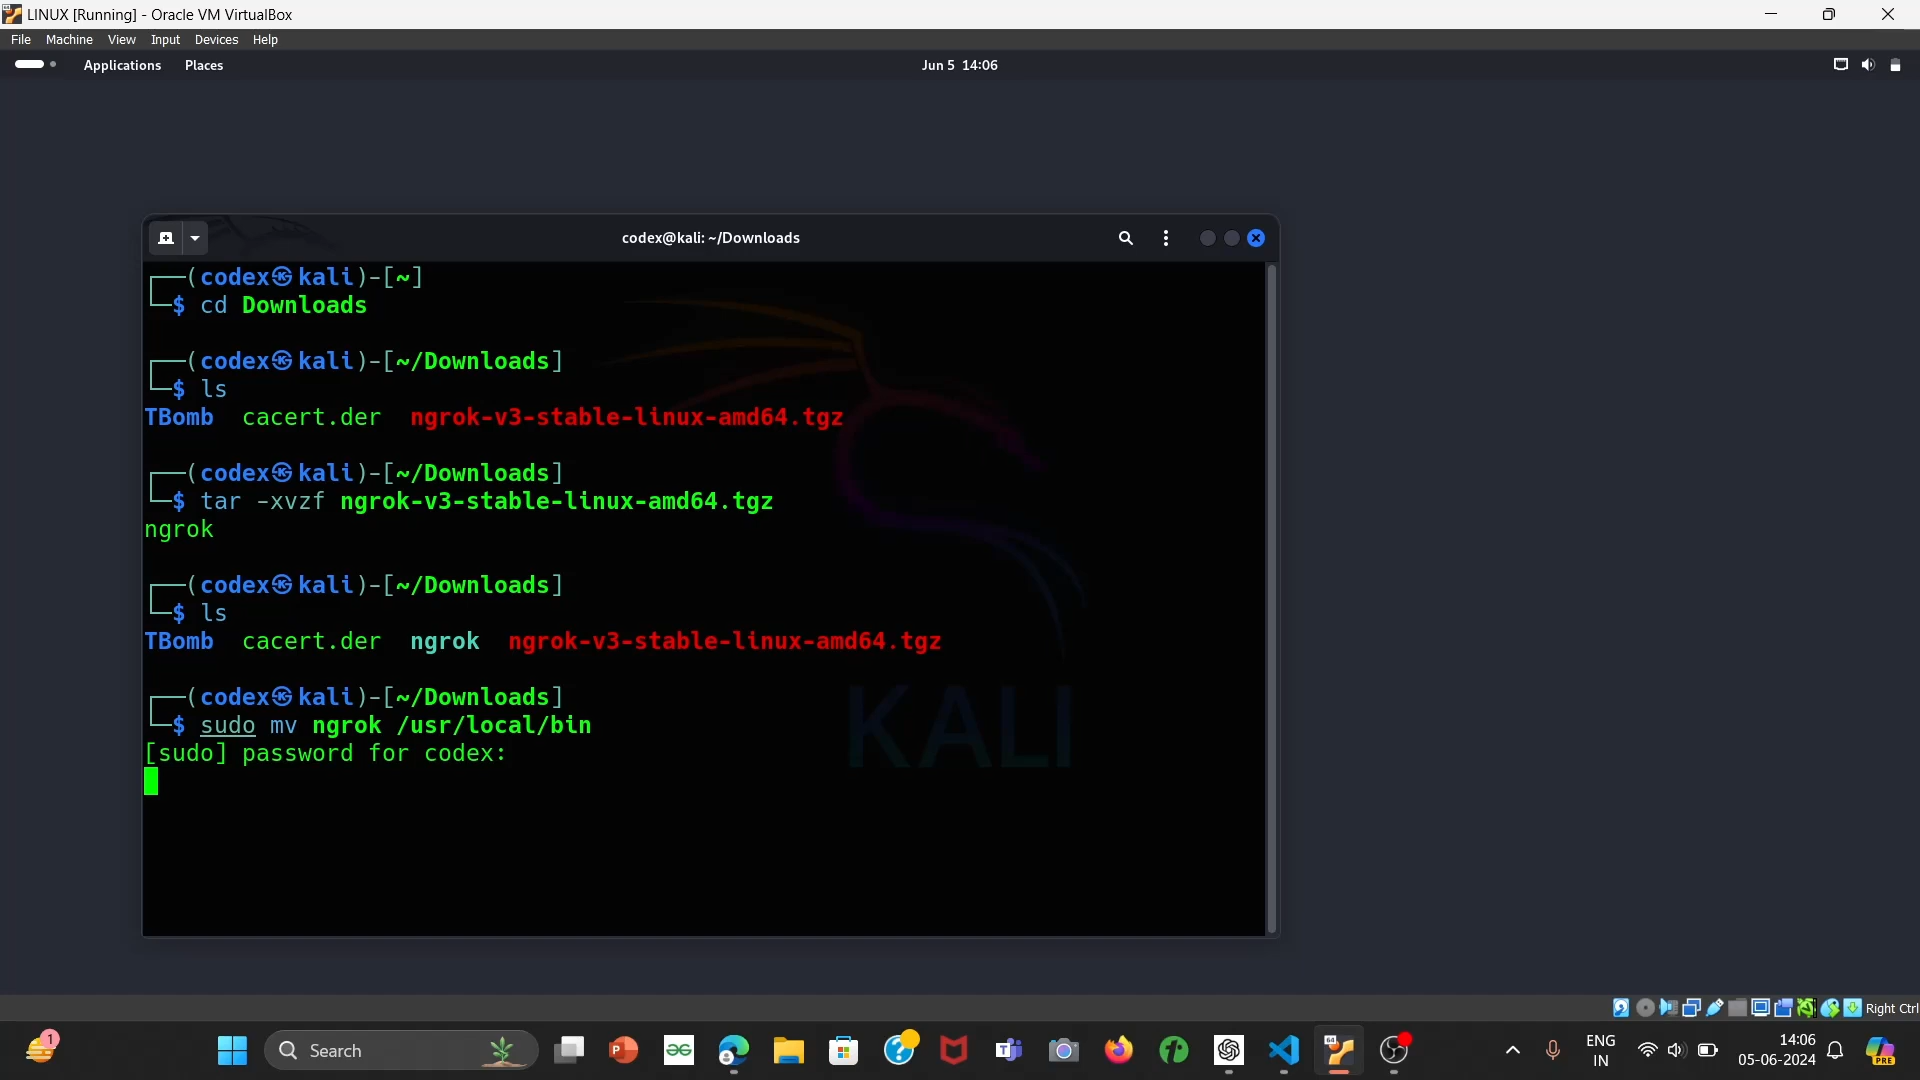 LINUX [Running] - Oracle VM VirtualBox
File Machine View Input Devices Help
Applications Places Jun 5 14:06
codex@kali: ~/Downloads
┌──(codex㉿kali)-[~]
└─$ cd Downloads
┌──(codex㉿kali)-[~/Downloads]
└─$ ls
TBomb cacert.der ngrok-v3-stable-linux-amd64.tgz
┌──(codex㉿kali)-[~/Downloads]
└─$ tar -xvzf ngrok-v3-stable-linux-amd64.tgz
ngrok
┌──(codex㉿kali)-[~/Downloads]
└─$ ls
TBomb cacert.der ngrok ngrok-v3-stable-linux-amd64.tgz
┌──(codex㉿kali)-[~/Downloads]
└─$ sudo mv ngrok /usr/local/bin
[sudo] password for codex:
KALI
Right Ctrl
1
Search
ENG
IN
14:06
05-06-2024
PRE